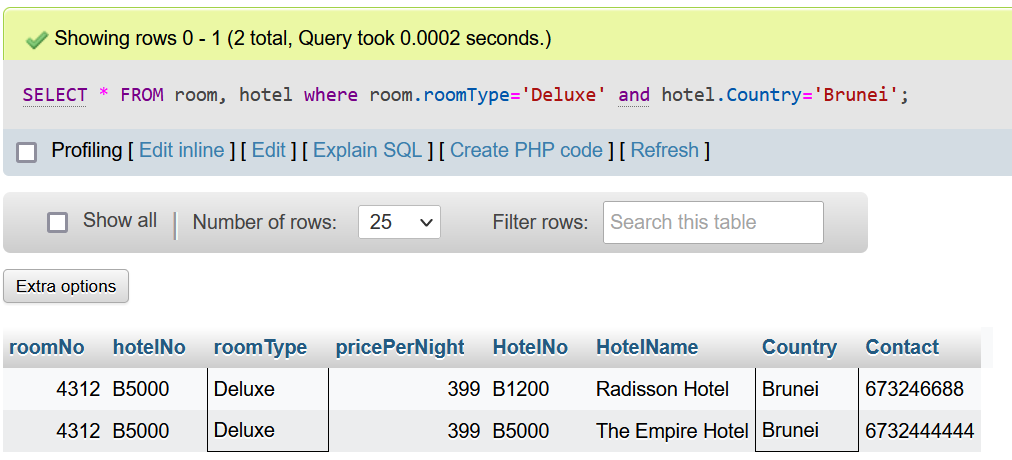 Showing rows 0 - 1 (2 total, Query took 0.0002 seconds.)
SELECT * FROM room, hotel where room.roomType='Deluxe' and hotel.Country='Brunei';
Profiling [ Edit inline ] [ Edit ] [ Explain SQL ] [ Create PHP code ] [ Refresh ]
Show all | Number of rows: 25 Filter rows: Search this table
Extra options
roomNo hotelNo roomType pricePerNight HotelNo HotelName Country Contact
4312 B5000 Deluxe 399 B1200 Radisson Hotel Brunei 673246688
4312 B5000 Deluxe 399 B5000 The Empire Hotel Brunei 6732444444